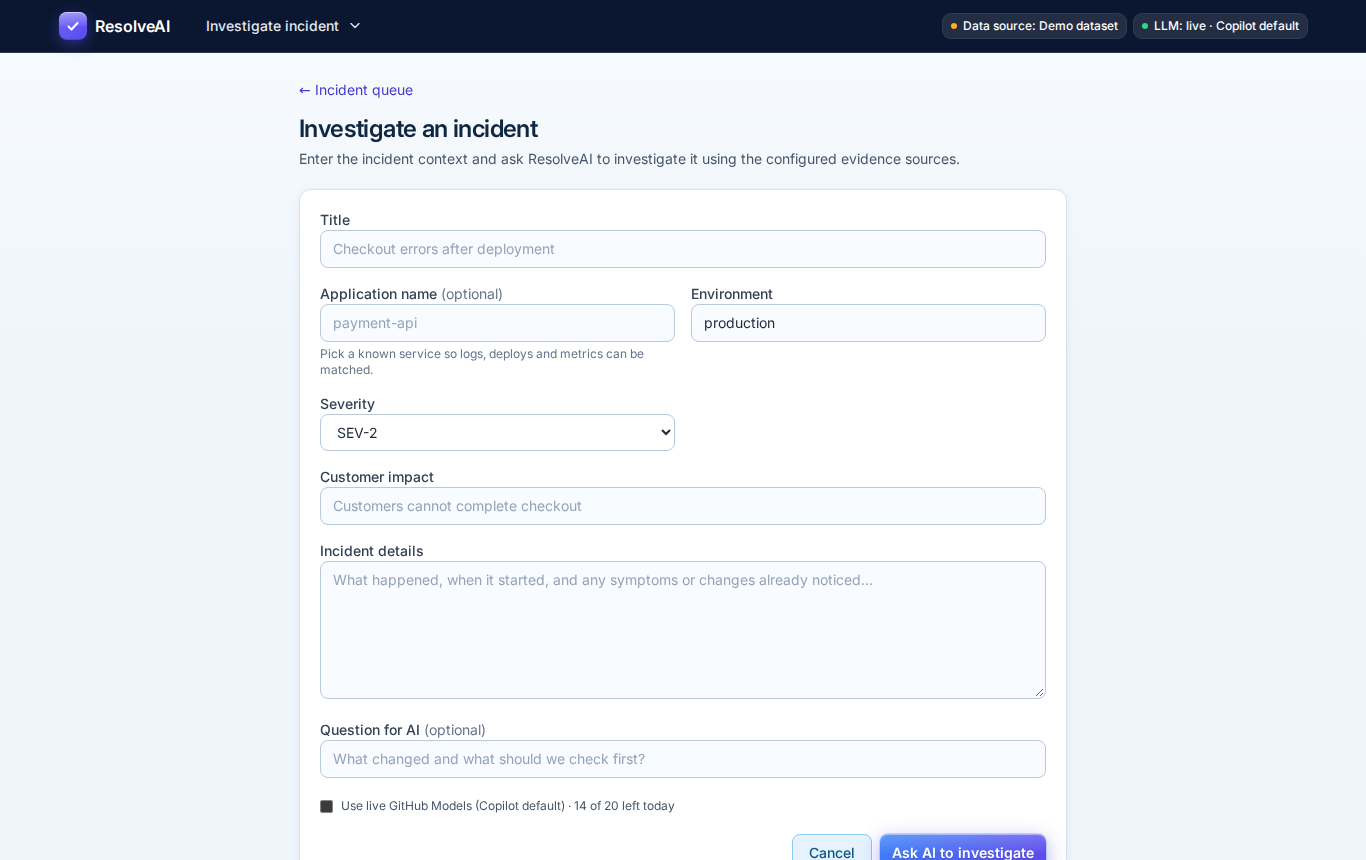 ResolveAI
Investigate incident
Data source: Demo dataset
LLM: live · Copilot default
← Incident queue
Investigate an incident
Enter the incident context and ask ResolveAI to investigate it using the configured evidence sources.
Title
Checkout errors after deployment
Application name (optional)
Environment
payment-api
production
Pick a known service so logs, deploys and metrics can be
matched.
Severity
SEV-2
Customer impact
Customers cannot complete checkout
Incident details
What happened, when it started, and any symptoms or changes already noticed...
Question for AI (optional)
What changed and what should we check first?
Use live GitHub Models (Copilot default) · 14 of 20 left today
Cancel
Ask AI to investigate